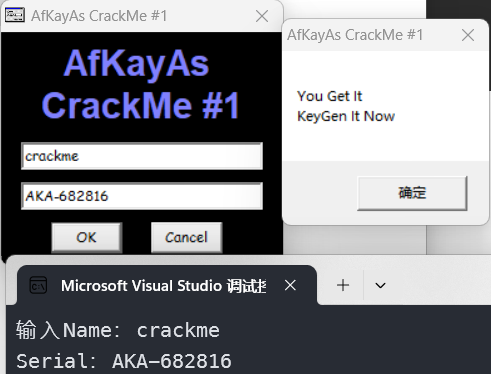 AfKayAs CrackMe #1
AfKayAs
CrackMe #1
crackme
AKA-682816
OK
Cancel
AfKayAs CrackMe #1
You Get It
KeyGen It Now
确定
Microsoft Visual Studio 调试
输入Name: crackme
Serial: AKA-682816